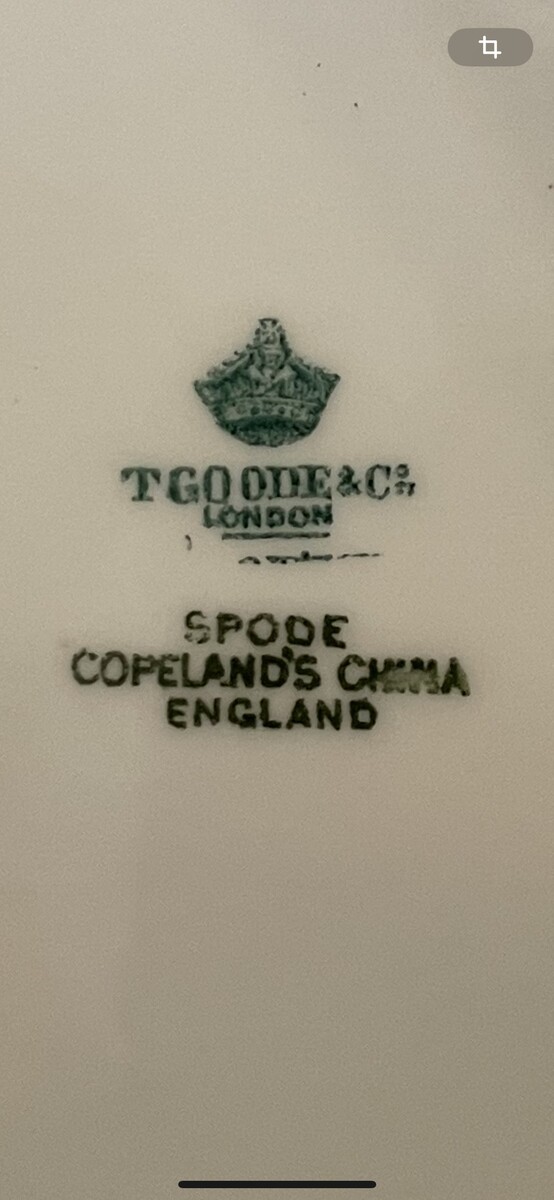 T GOODE & Co.
LONDON
SPODE
COPELAND'S CHINA
ENGLAND